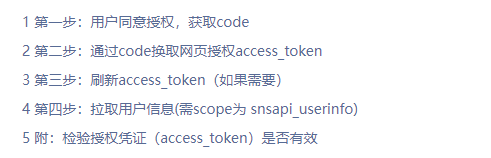 1 第一步：用户同意授权，获取code
2 第二步：通过code换取网页授权access_token
3 第三步：刷新access_token（如果需要）
4 第四步：拉取用户信息(需scope为 snsapi_userinfo)
5 附：检验授权凭证（access_token）是否有效